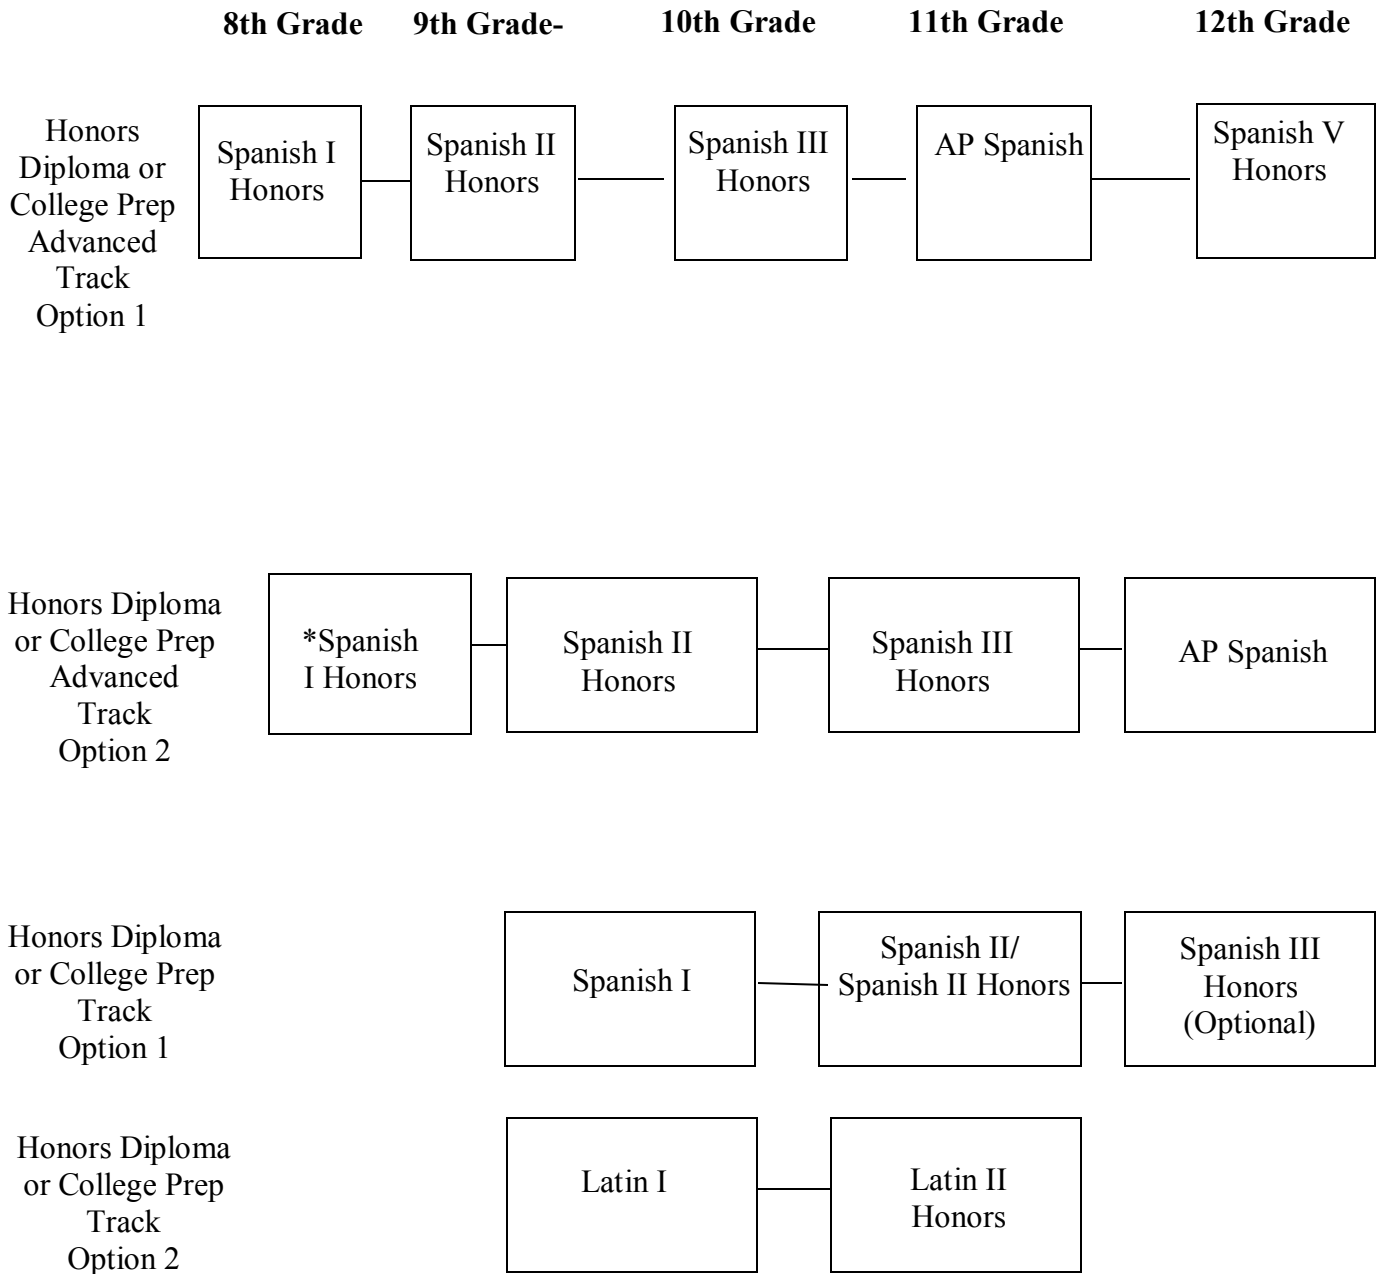 8th Grade 9th Grade- 10th Grade 11th Grade 12th Grade
Honors
Diploma or
College Prep
Advanced
Track
Option 1
Spanish I
Honors
Spanish II
Honors
Spanish III
Honors
AP Spanish
Spanish V
Honors
Honors Diploma
or College Prep
Advanced
Track
Option 2
*Spanish
I Honors
Spanish II
Honors
Spanish III
Honors
AP Spanish
Honors Diploma
or College Prep
Track
Option 1
Spanish I
Spanish II/
Spanish II Honors
Spanish III
Honors
(Optional)
Honors Diploma
or College Prep
Track
Option 2
Latin I
Latin II
Honors